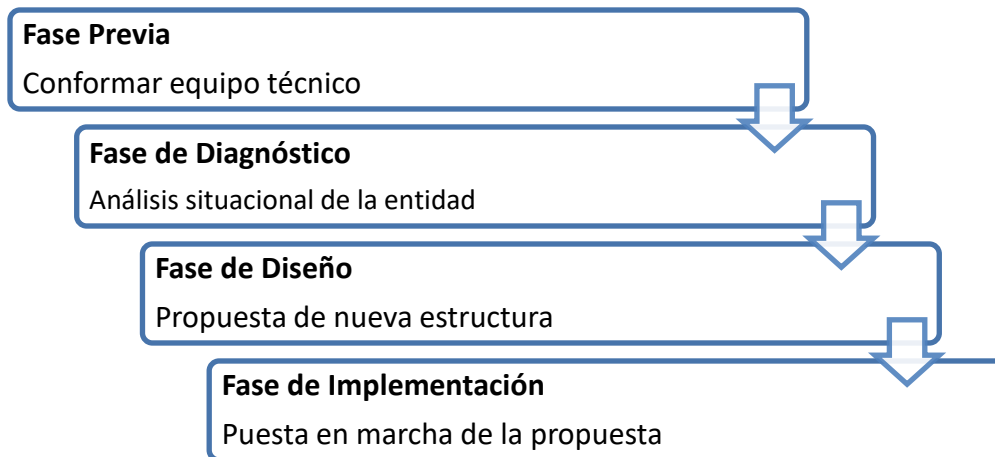 Fase Previa
Conformar equipo técnico
Fase de Diagnóstico
Análisis situacional de la entidad
Fase de Diseño
Propuesta de nueva estructura
Fase de Implementación
Puesta en marcha de la propuesta